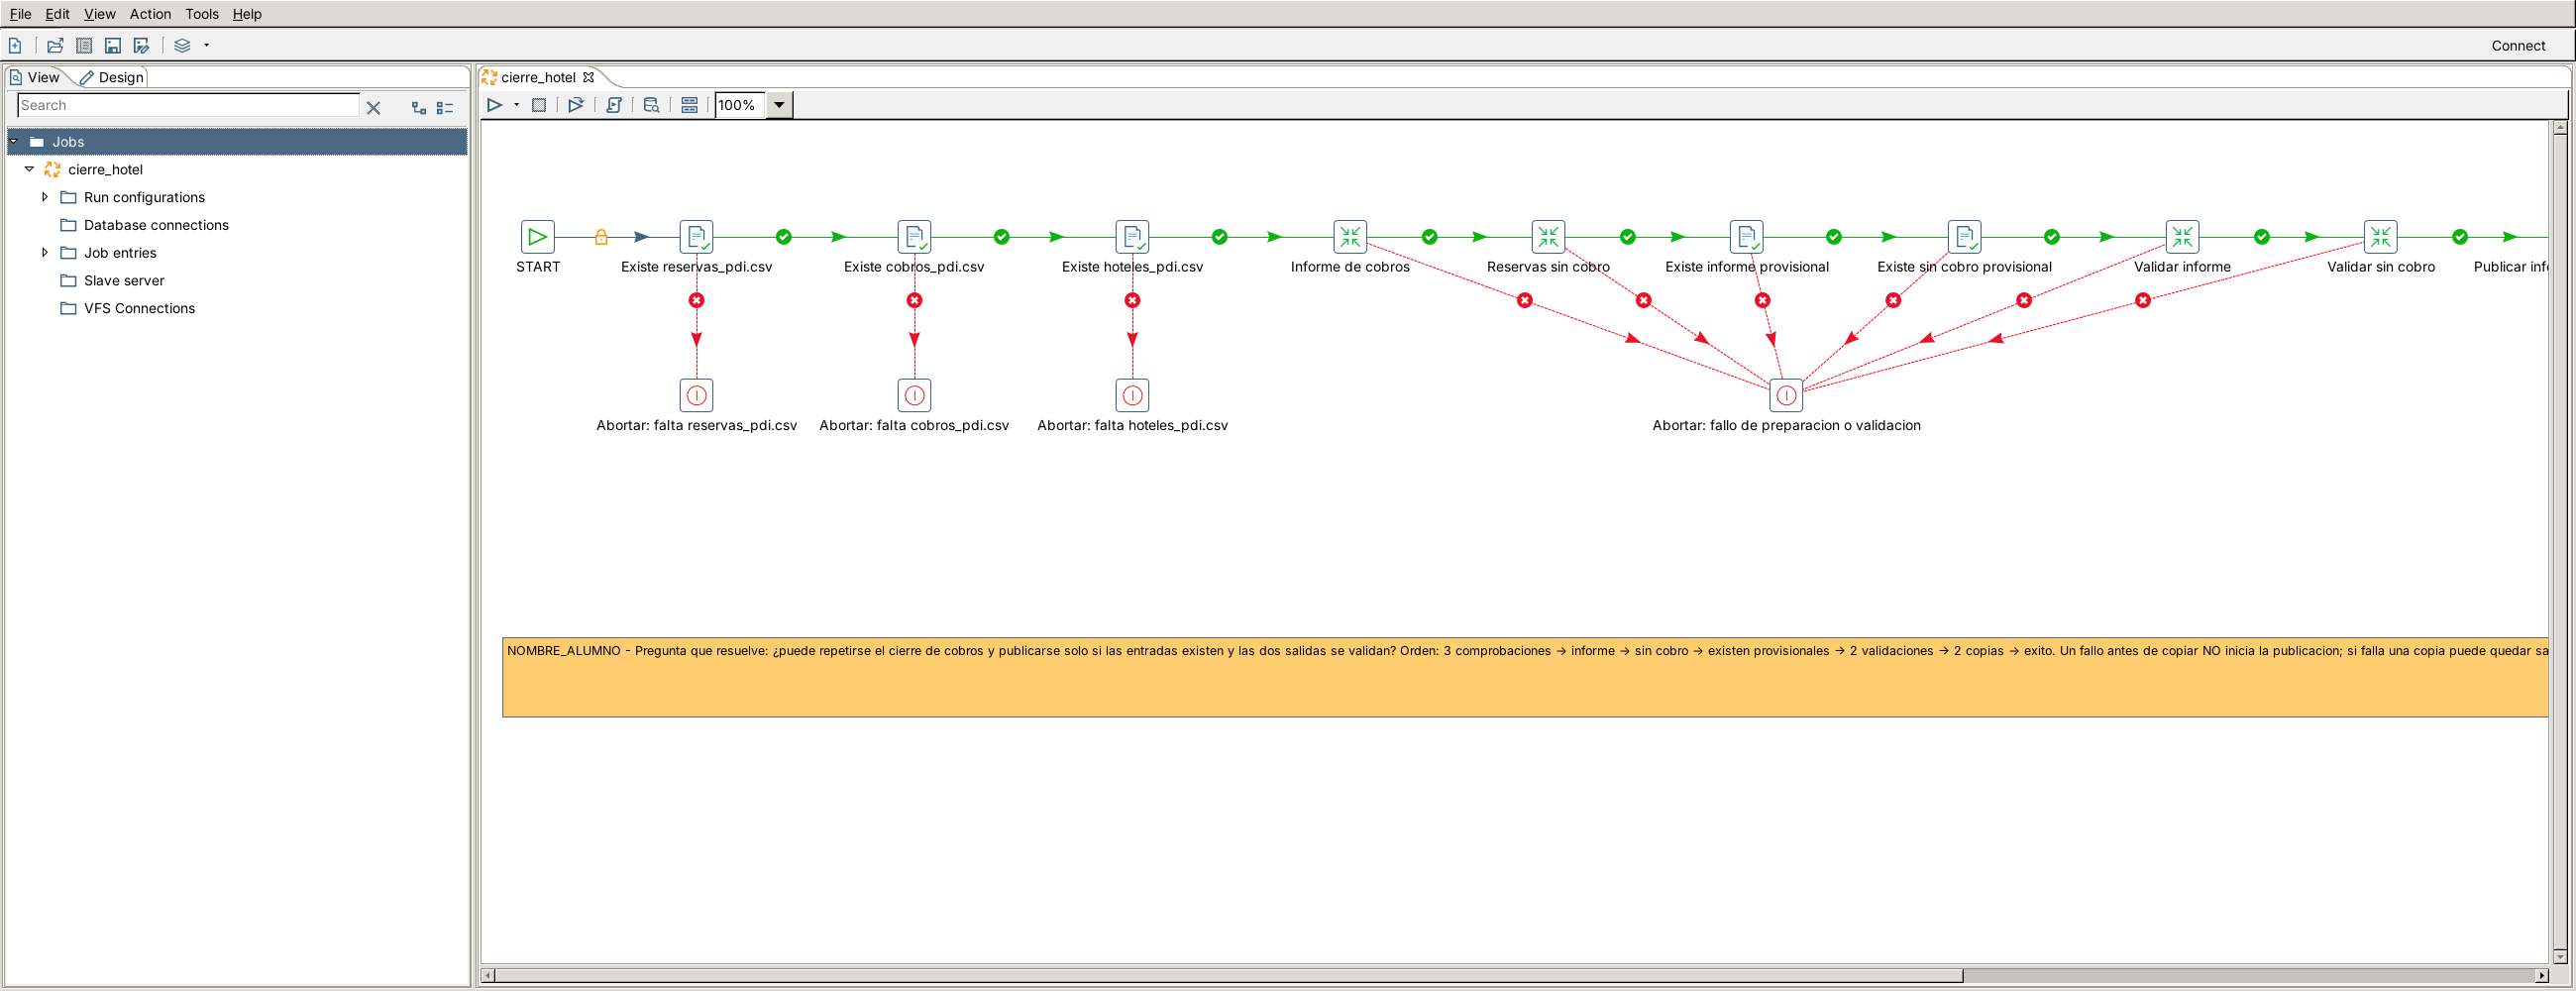 File Edit View Action Tools Help
Connect
View Design
cierre_hotel
Search
100%
Jobs
cierre_hotel
Run configurations
Database connections
Job entries
Slave server
VFS Connections
START Existe reservas_pdi.csv Existe cobros_pdi.csv Existe hoteles_pdi.csv Informe de cobros Reservas sin cobro Existe informe provisional Existe sin cobro provisional Validar informe Validar sin cobro Publicar inf
Abortar: falta reservas_pdi.csv Abortar: falta cobros_pdi.csv Abortar: falta hoteles_pdi.csv Abortar: fallo de preparacion o validacion
NOMBRE_ALUMNO - Pregunta que resuelve: ¿puede repetirse el cierre de cobros y publicarse solo si las entradas existen y las dos salidas se validan? Orden: 3 comprobaciones → informe → sin cobro → existen provisionales → 2 validaciones → 2 copias → exito. Un fallo antes de copiar NO inicia la publicacion; si falla una copia puede quedar sa